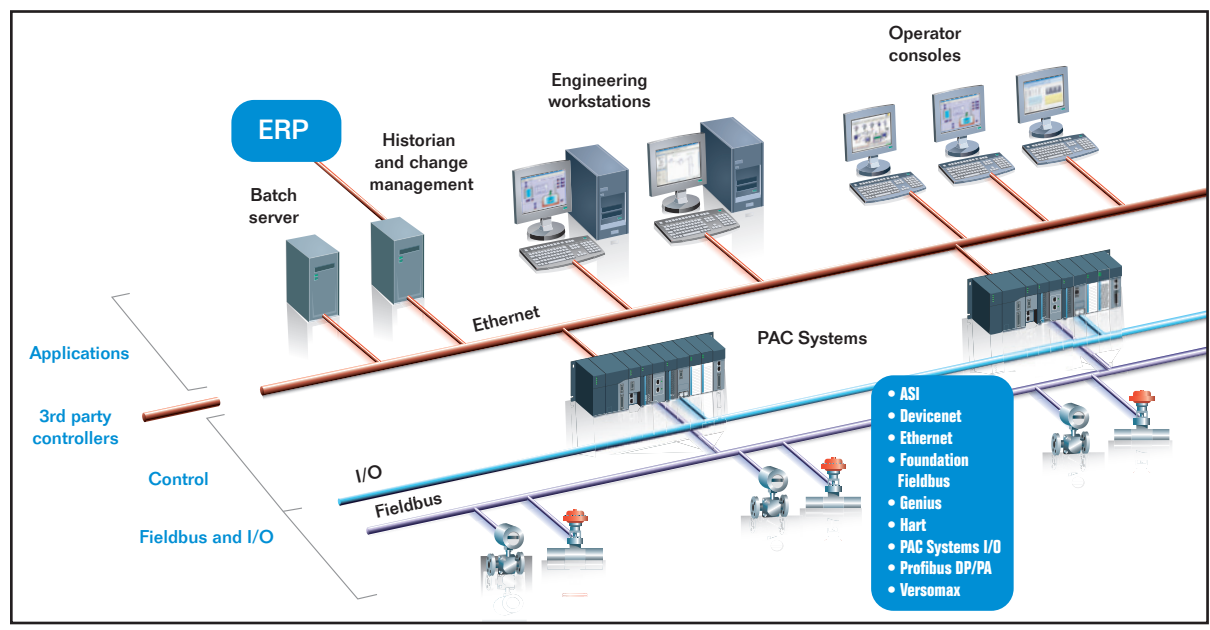 Operator
consoles
Engineering
workstations
ERP
Historian
and change
management
Batch
server
Ethernet
PAC Systems
Applications
3rd party
controllers
Control
Fieldbus and I/O
I/O
Fieldbus
• ASI
• Devicenet
• Ethernet
• Foundation
Fieldbus
• Genius
• Hart
• PAC Systems I/O
• Profibus DP/PA
• Versomax